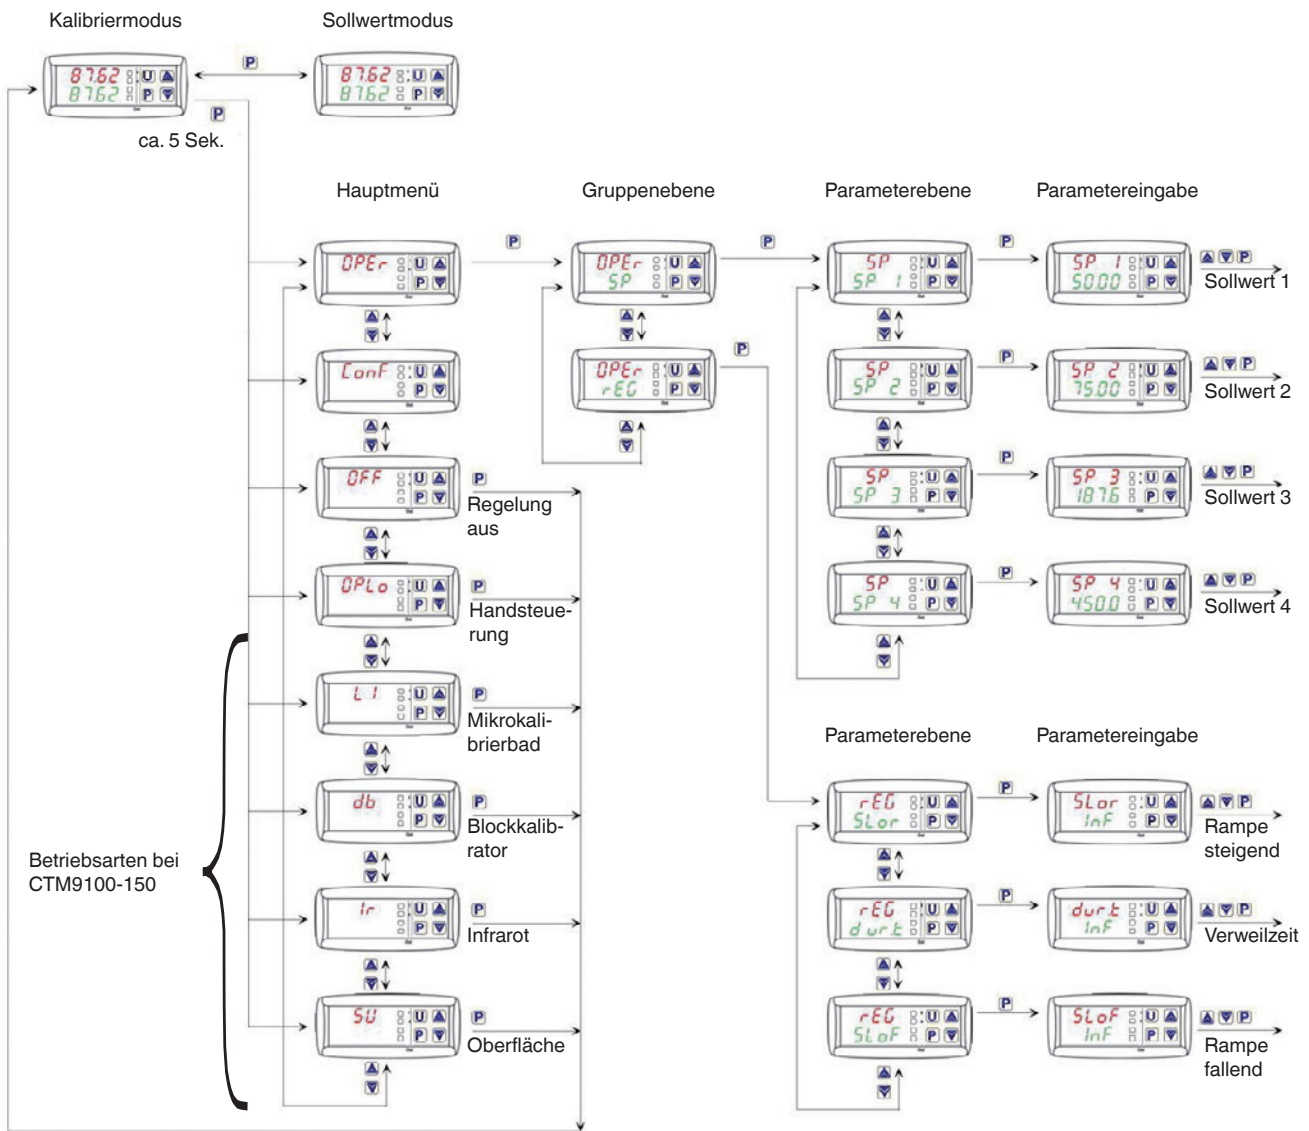 Kalibriermodus
Sollwertmodus
87.62 U
87.62 P
P
87.62 U
87.62 P
P
ca. 5 Sek.
Hauptmenü
Gruppenebene
Parameterebene
Parametereingabe
OPEr U
P
P
OPEr U
SP P
P
SP U
SP 1 P
P
SP 1 U
50.00 P
P
Sollwert 1
ConF U
P
OPEr U
rEG P
P
SP U
SP 2 P
P
SP 2 U
75.00 P
P
Sollwert 2
OFF U
P
P
Regelung
aus
SP U
SP 3 P
P
SP 3 U
187.6 P
P
Sollwert 3
OPLo U
P
P
Handsteue-
rung
SP U
SP 4 P
P
SP 4 U
450.0 P
P
Sollwert 4
L1 U
P
P
Mikrokali-
brierbad
Parameterebene
Parametereingabe
db U
P
P
Blockkalib-
rator
rEG U
SLor P
P
SLor U
InF P
P
Rampe
steigend
Betriebsarten bei
CTM9100-150
Ir U
P
P
Infrarot
rEG U
dur.t P
P
dur.t U
InF P
P
Verweilzeit
SU U
P
P
Oberfläche
rEG U
SLoF P
P
SLoF U
InF P
P
Rampe
fallend